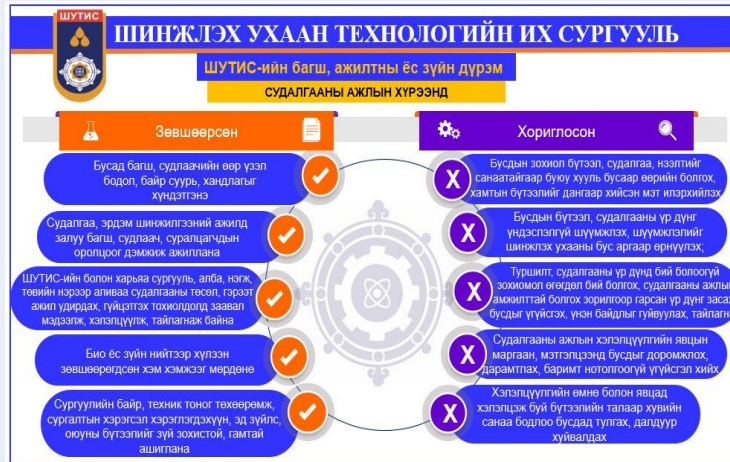 ШУТИС
ШИНЖЛЭХ УХААН ТЕХНОЛОГИЙН ИХ СУРГУУЛЬ
ШУТИС-ийн багш, ажилтны ёс зүйн дүрэм
СУДАЛГААНЫ АЖЛЫН ХҮРЭЭНД
Зөвшөөрсөн
Бусад багш, судлаачийн өөр үзэл
бодол, байр суурь, хандлагыг
хүндэтгэнэ
Судалгаа, эрдэм шинжилгээний ажилд
залуу багш, судлаач, суралцагчдын
оролцоог дэмжиж ажиллана
ШУТИС-ийн болон харьяа сургууль, алба, нэгж,
төвийн нэрээр аливаа судалгааны төсөл, гэрээт
ажил удирдах, гүйцэтгэх тохиолдолд заавал
мэдээлж, хэлэлцүүлж, тайлагнаж байна
Био ёс зүйн нийтээр хүлээн
зөвшөөрөгдсөн хэм хэмжээг мөрдөнө
Сургуулийн байр, техник тоног төхөөрөмж,
сургалтын хэрэгсэл хэрэглэгдэхүүн, эд зүйлс,
оюуны бүтээлийг зүй зохистой, гамтай
ашиглана
Хориглосон
X
Бусдын зохиол бүтээл, судалгаа, нээлтийг
санаатайгаар буюу хууль бусаар өөрийн болгох,
хамтын бүтээлийг дангаар хийсэн мэт илэрхийлэх
X
Бусдын бүтээл, судалгааны үр дүнг
үндэслэлгүй шүүмжлэх, шүүмжлэлийг
шинжлэх ухааны бус аргаар өрнүүлэх;
X
Туршилт, судалгааны үр дүнд бий болоогүй
зохиомол өгөгдөл бий болгох, судалгааны ажлын
амжилттай болгох зорилгоор гарсан үр дүнг засах
бусдыг үгүйсгэх, үнэн байдлыг гуйвуулах, тайлагна
X
Судалгааны ажлын хэлэлцүүлгийн явцын
маргаан, мэтгэлцээнд бусдыг доромжлох,
дарамтлах, баримт нотолгоогүй үгүйсгэл хийх
X
Хэлэлцүүлгийн өмнө болон явцад
хэлэлцэж буй бүтээлийн талаар хувийн
санаа бодлоо бусдад тулгах, далдуур
хуйвалдах